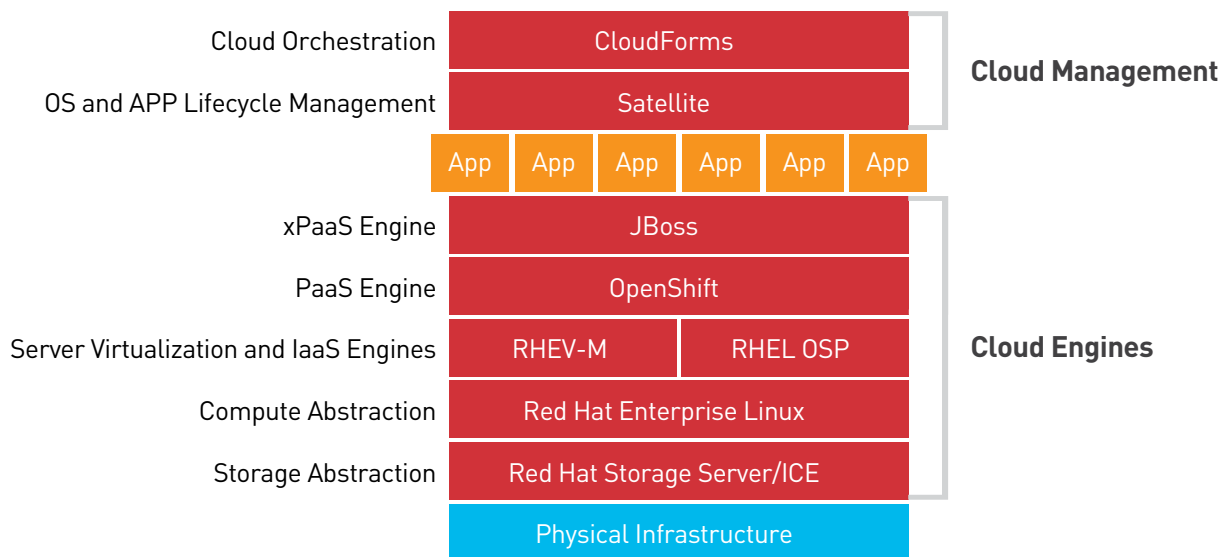 Cloud Orchestration CloudForms
Cloud Management
OS and APP Lifecycle Management Satellite
App App App App App App
xPaaS Engine JBoss
PaaS Engine OpenShift
Server Virtualization and IaaS Engines RHEV-M RHEL OSP Cloud Engines
Compute Abstraction Red Hat Enterprise Linux
Storage Abstraction Red Hat Storage Server/ICE
Physical Infrastructure